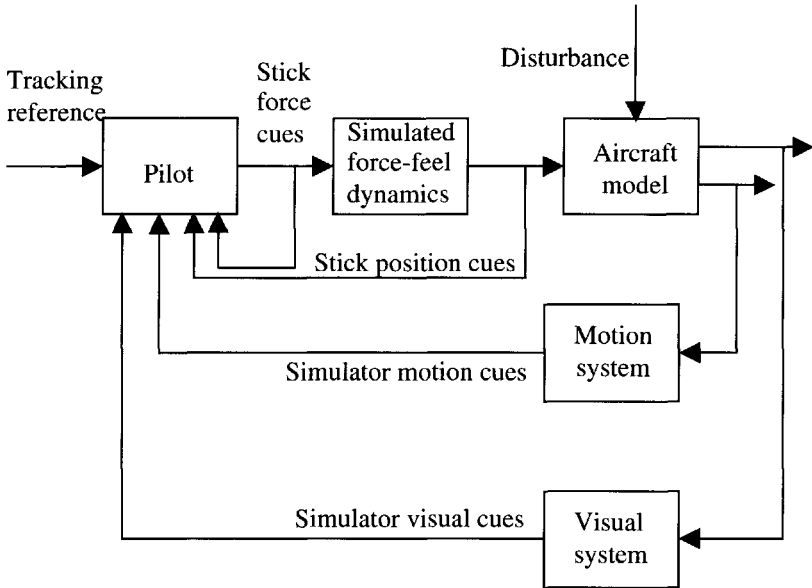 Tracking
reference
Pilot
Stick
force
cues
Simulated
force-feel
dynamics
Disturbance
Aircraft
model
Stick position cues
Motion
system
Simulator motion cues
Simulator visual cues
Visual
system